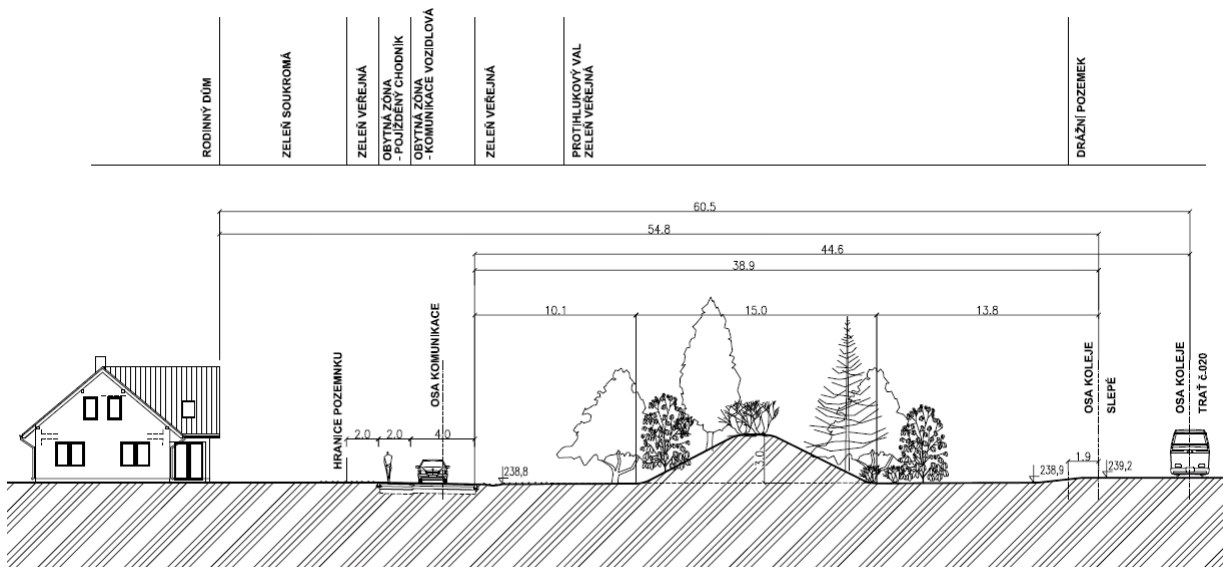 RODINNÝ DŮM
ZELEŇ SOUKROMÁ
ZELEŇ VEŘEJNÁ
OBYTNÁ ZÓNA
- POJÍŽDĚNÝ CHODNÍK
OBYTNÁ ZÓNA
- KOMUNIKACE VOZIDLOVÁ
ZELEŇ VEŘEJNÁ
PROTIHLUKOVÝ VAL
ZELEŇ VEŘEJNÁ
DRÁŽNÍ POZEMEK
60.5
54.8
44.6
38.9
10.1
15.0
13.8
HRANICE POZEMNKU
OSA KOMUNIKACE
OSA KOLEJE
SLEPÉ
OSA KOLEJE
TRAŤ č.020
2.0
2.0
4.0
238,8
3.0
238,9
1.9
239,2